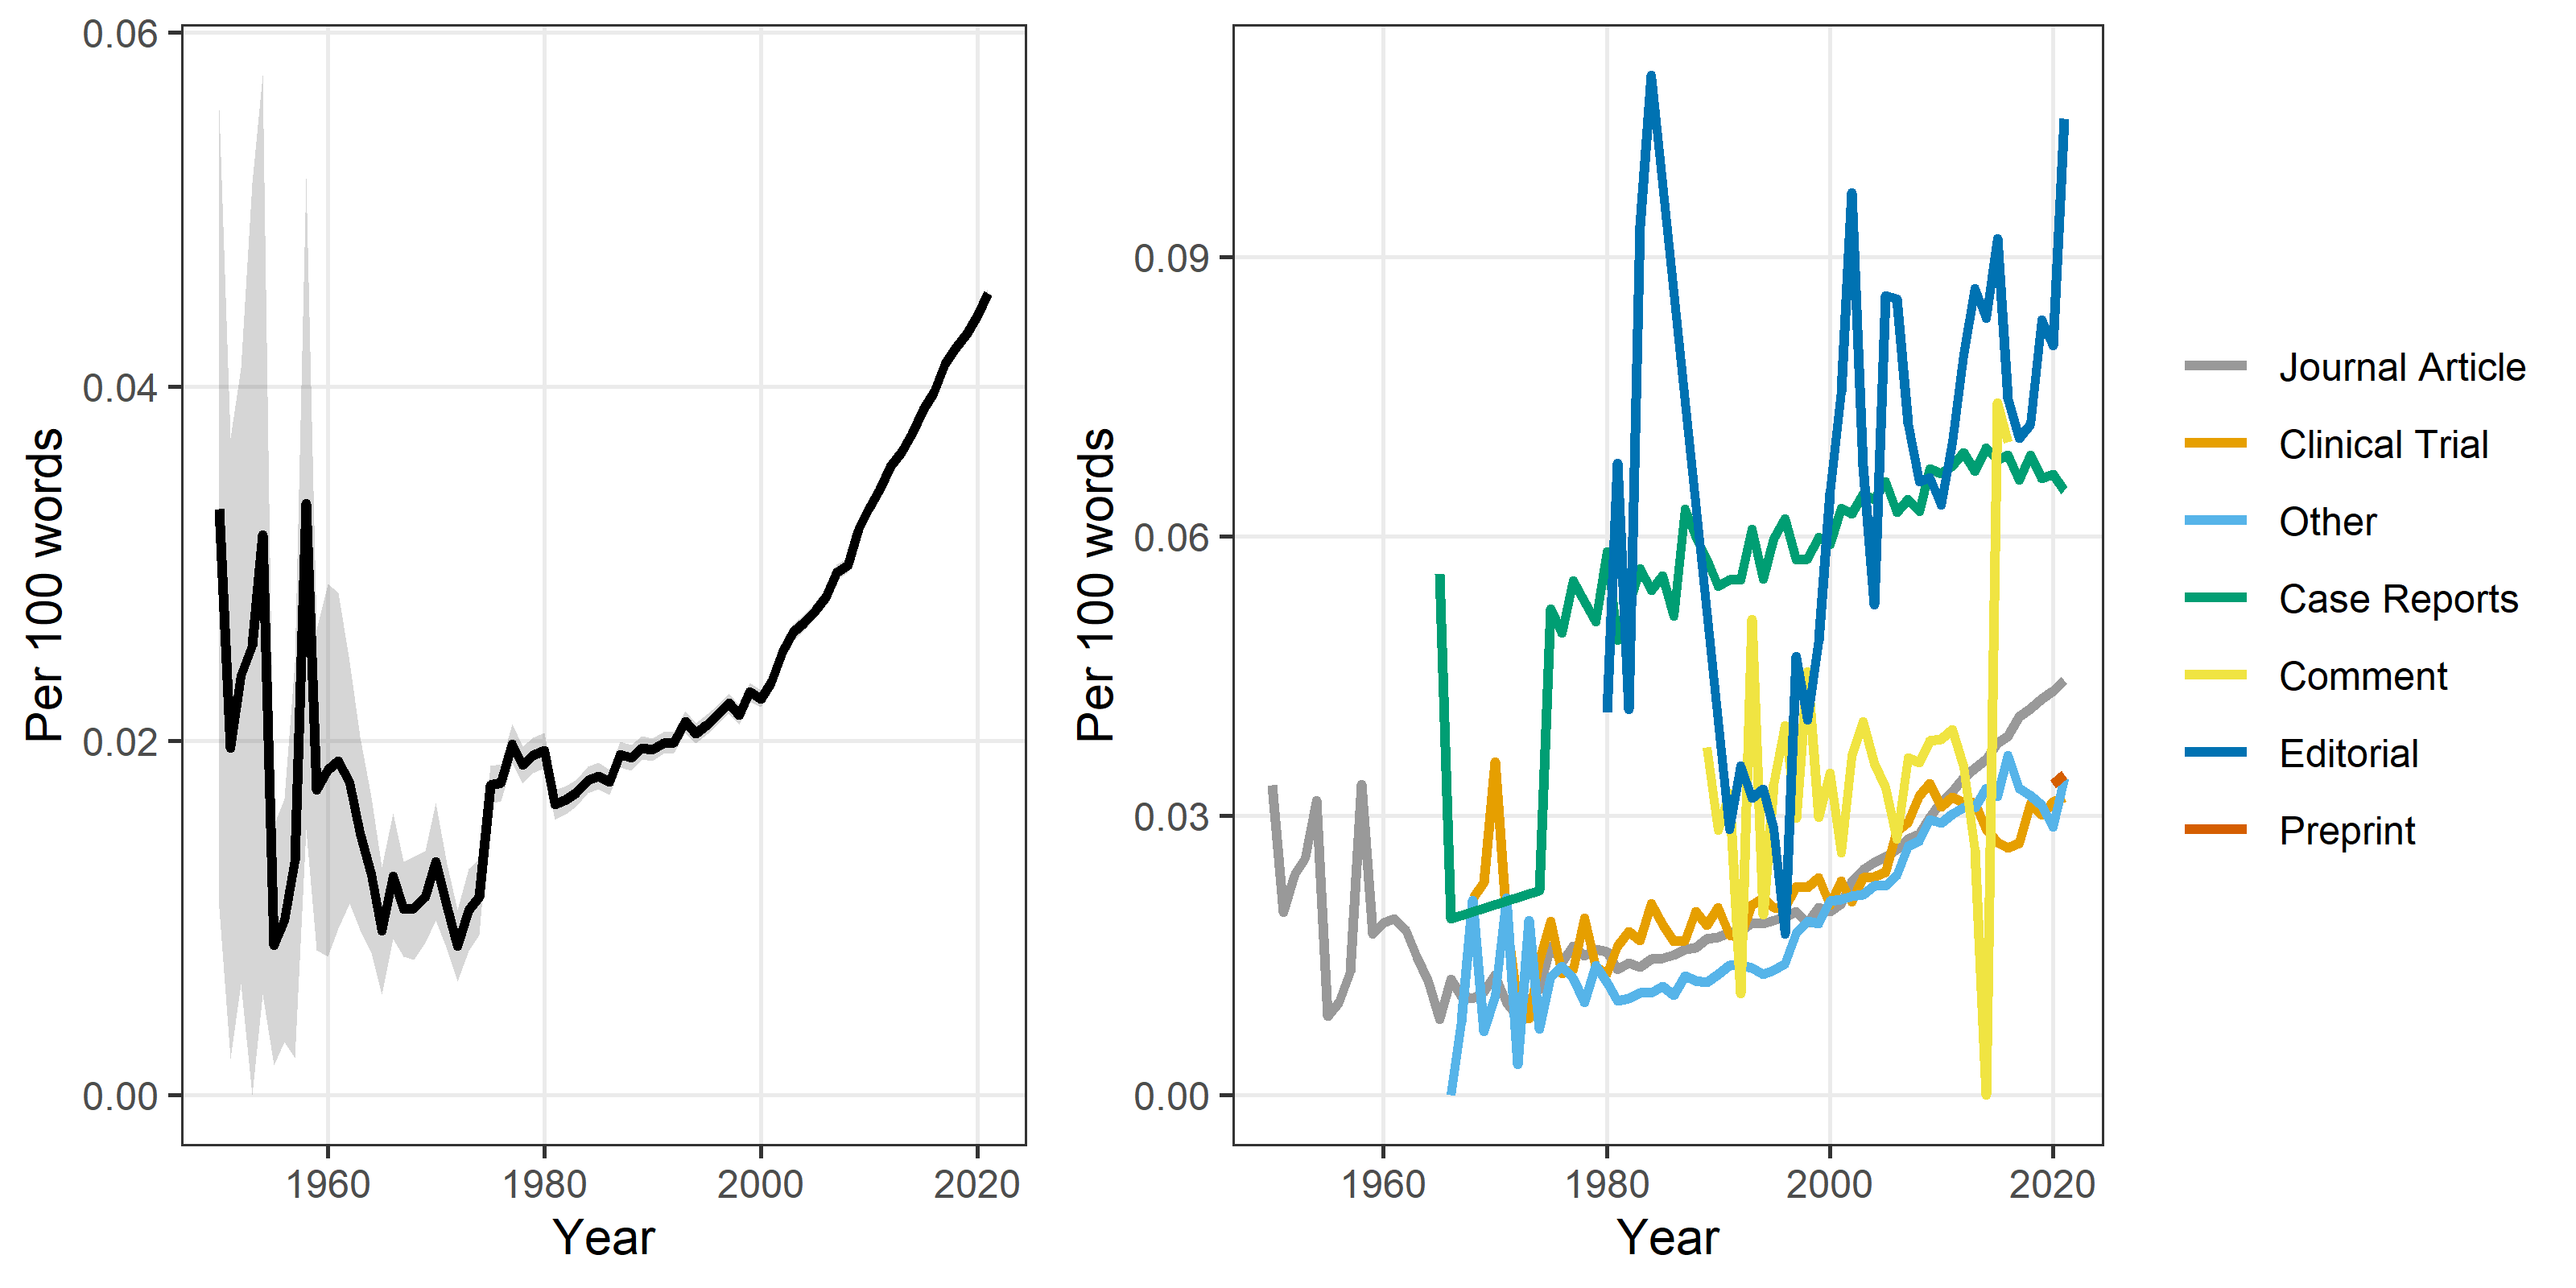 Per 100 words
0.06
0.04
0.02
0.00
1960 1980 2000 2020
Year
Per 100 words
0.09
0.06
0.03
0.00
1960 1980 2000 2020
Year
Journal Article
Clinical Trial
Other
Case Reports
Comment
Editorial
Preprint